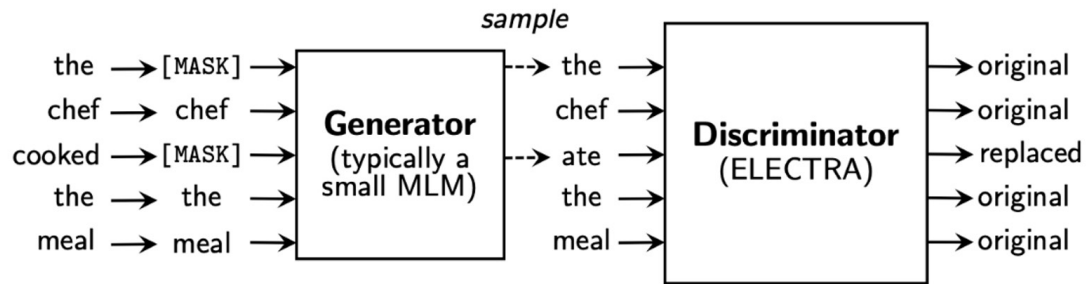 sample
the [MASK] the original
chef chef chef original
cooked [MASK] ate replaced
the the the original
meal meal meal original
Generator
(typically a
small MLM)
Discriminator
(ELECTRA)